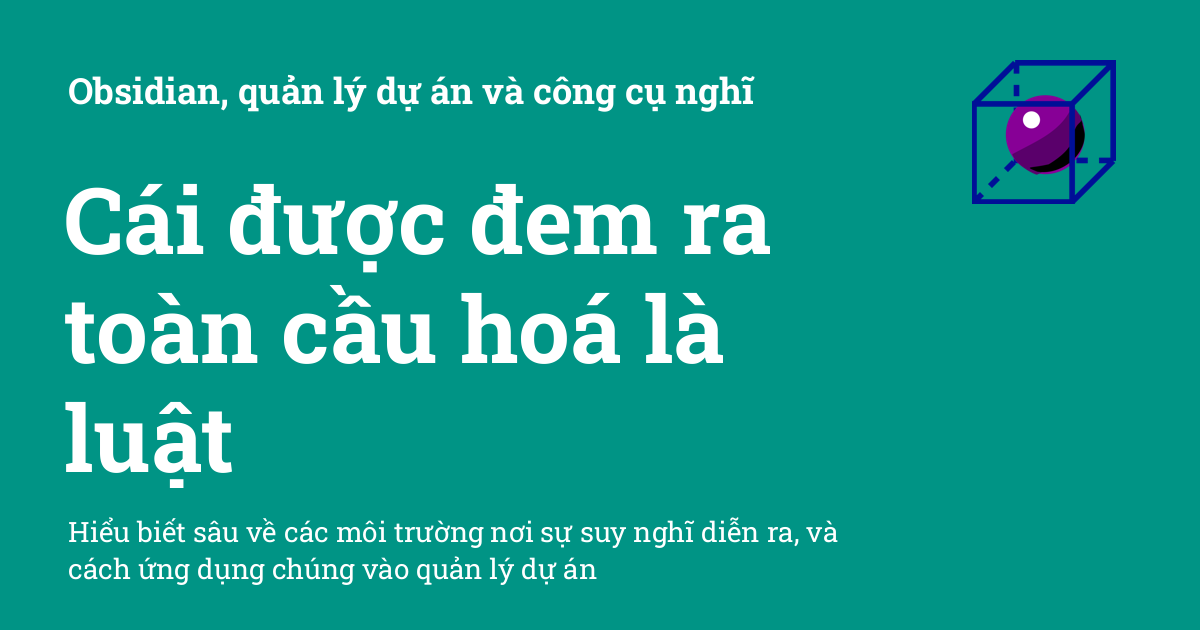 Obsidian, quản lý dự án và công cụ nghĩ
Cái được đem ra
toàn cầu hoá là
luật
Hiểu biết sâu về các môi trường nơi sự suy nghĩ diễn ra, và
cách ứng dụng chúng vào quản lý dự án